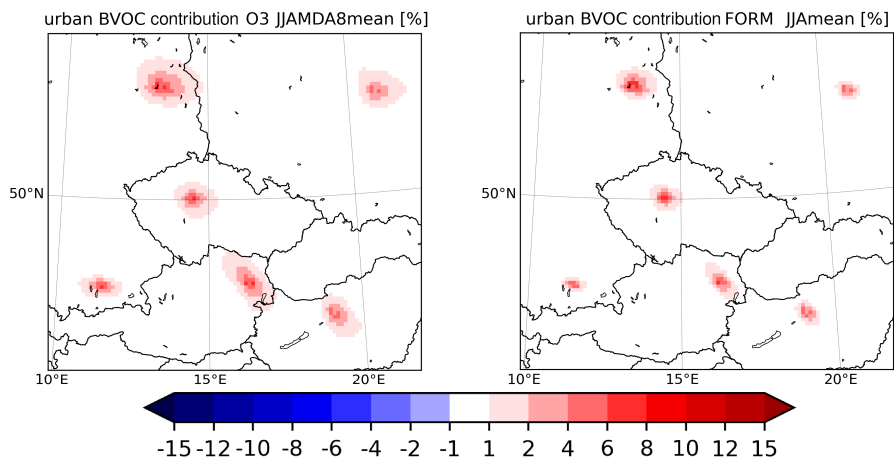 urban BVOC contribution O3 JJAMDA8mean [%]
urban BVOC contribution FORM JJAmean [%]
50°N
50°N
10°E 15°E 20°E
10°E 15°E 20°E
-15 -12 -10 -8 -6 -4 -2 -1 1 2 4 6 8 10 12 15